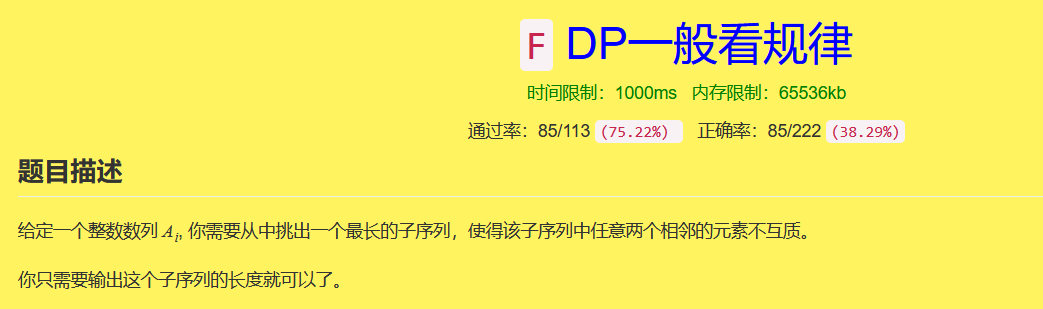 F DP一般看规律
时间限制：1000ms 内存限制：65536kb
通过率：85/113 (75.22%) 正确率：85/222 (38.29%)
题目描述
给定一个整数数列 Ai, 你需要从中挑出一个最长的子序列，使得该子序列中任意两个相邻的元素不互质。
你只需要输出这个子序列的长度就可以了。